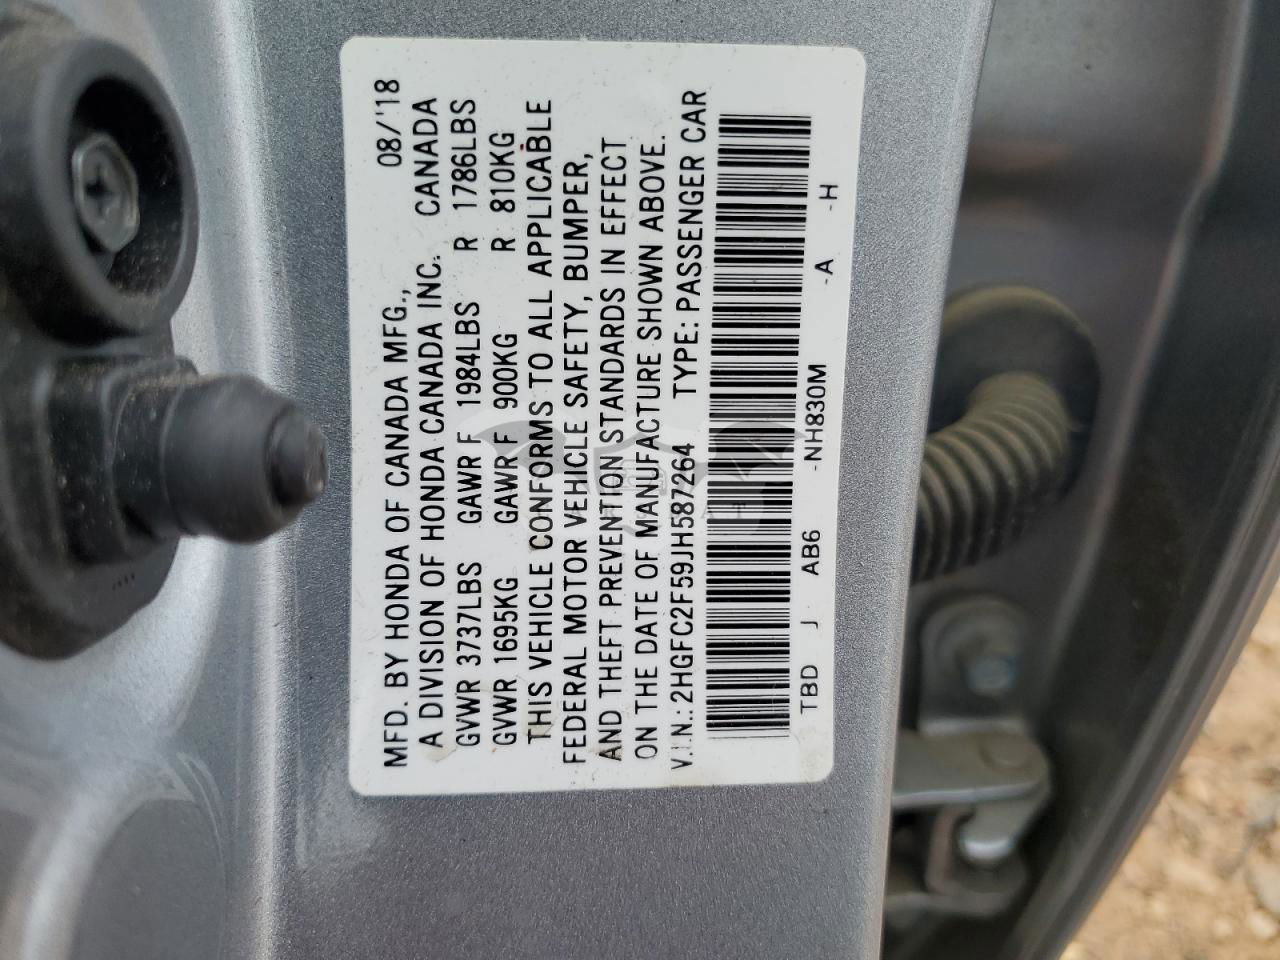 MFD. BY HONDA OF CANADA MFG., 08/'18
A DIVISION OF HONDA CANADA INC. CANADA
GVWR 3737LBS GAWR F 1984LBS R 1786LBS
GVWR 1695KG GAWR F 900KG R 810KG
THIS VEHICLE CONFORMS TO ALL APPLICABLE
FEDERAL MOTOR VEHICLE SAFETY, BUMPER,
AND THEFT PREVENTION STANDARDS IN EFFECT
ON THE DATE OF MANUFACTURE SHOWN ABOVE.
V.I.N.: 2HGFC2F59JH587264 TYPE: PASSENGER CAR
TBD J AB6 -NH830M -A -H